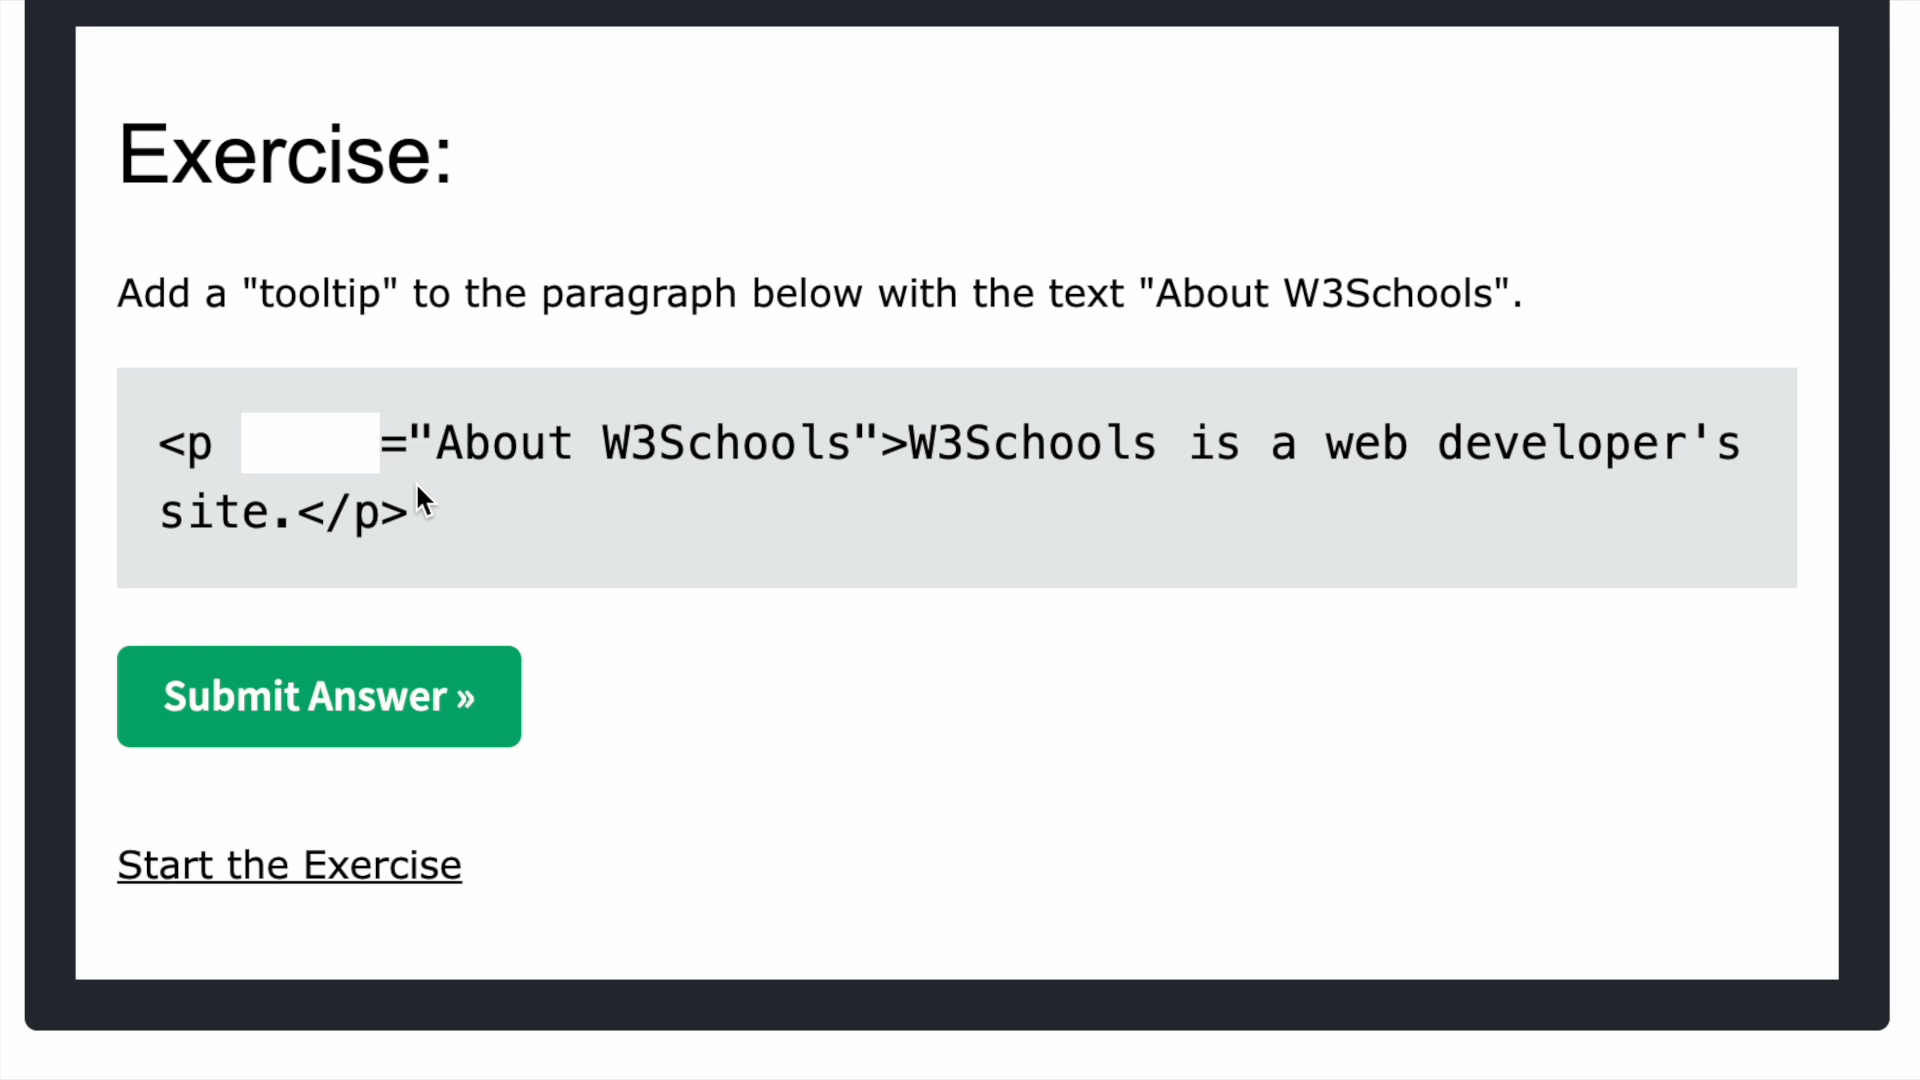 Exercise:
Add a "tooltip" to the paragraph below with the text "About W3Schools".
<p ="About W3Schools">W3Schools is a web developer's
site.</p>
Submit Answer »
Start the Exercise